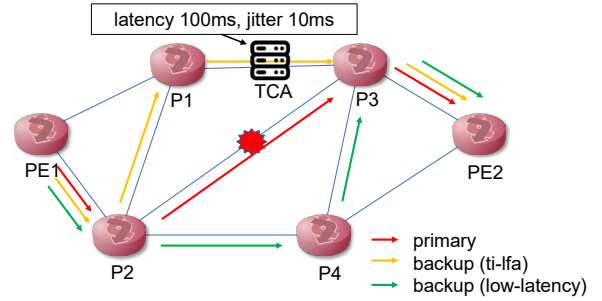 latency 100ms, jitter 10ms
TCA
P1
P3
PE1
PE2
P2
P4
primary
backup (ti-lfa)
backup (low-latency)